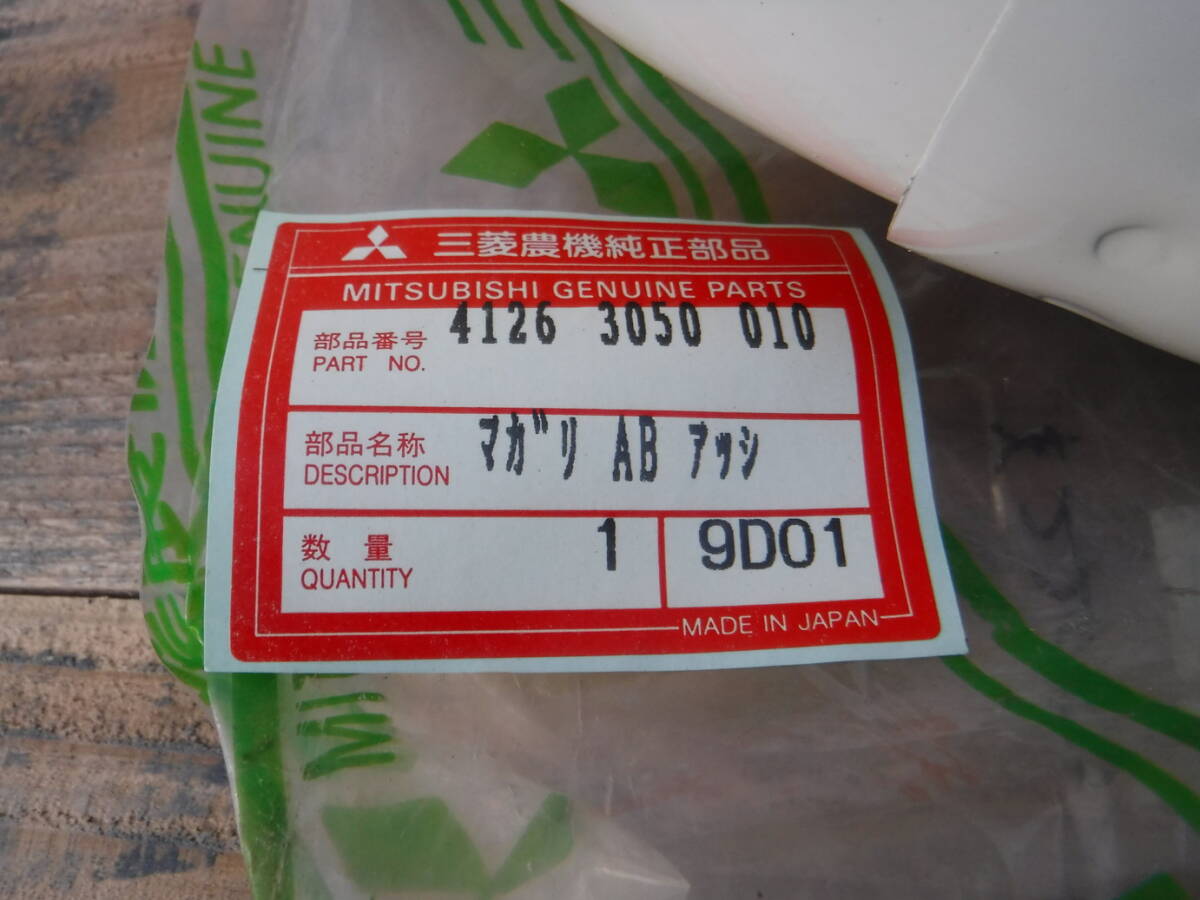 GENUINE
三菱農機純正部品
MITSUBISHI GENUINE PARTS
部品番号 4126 3050 010
PART NO.
部品名称 マガリ AB アッシ
DESCRIPTION
数量 1 9D01
QUANTITY
MADE IN JAPAN